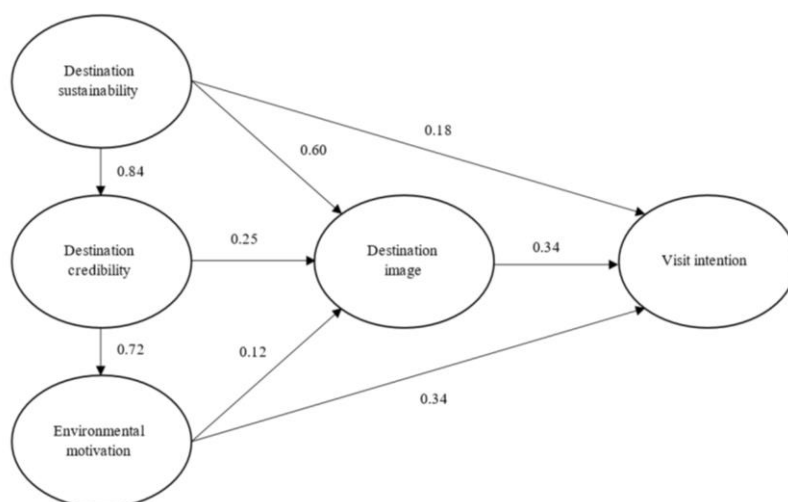 Destination
sustainability
0.18
0.60
0.84
Destination
credibility
0.25
Destination
image
0.34
Visit intention
0.72
0.12
0.34
Environmental
motivation